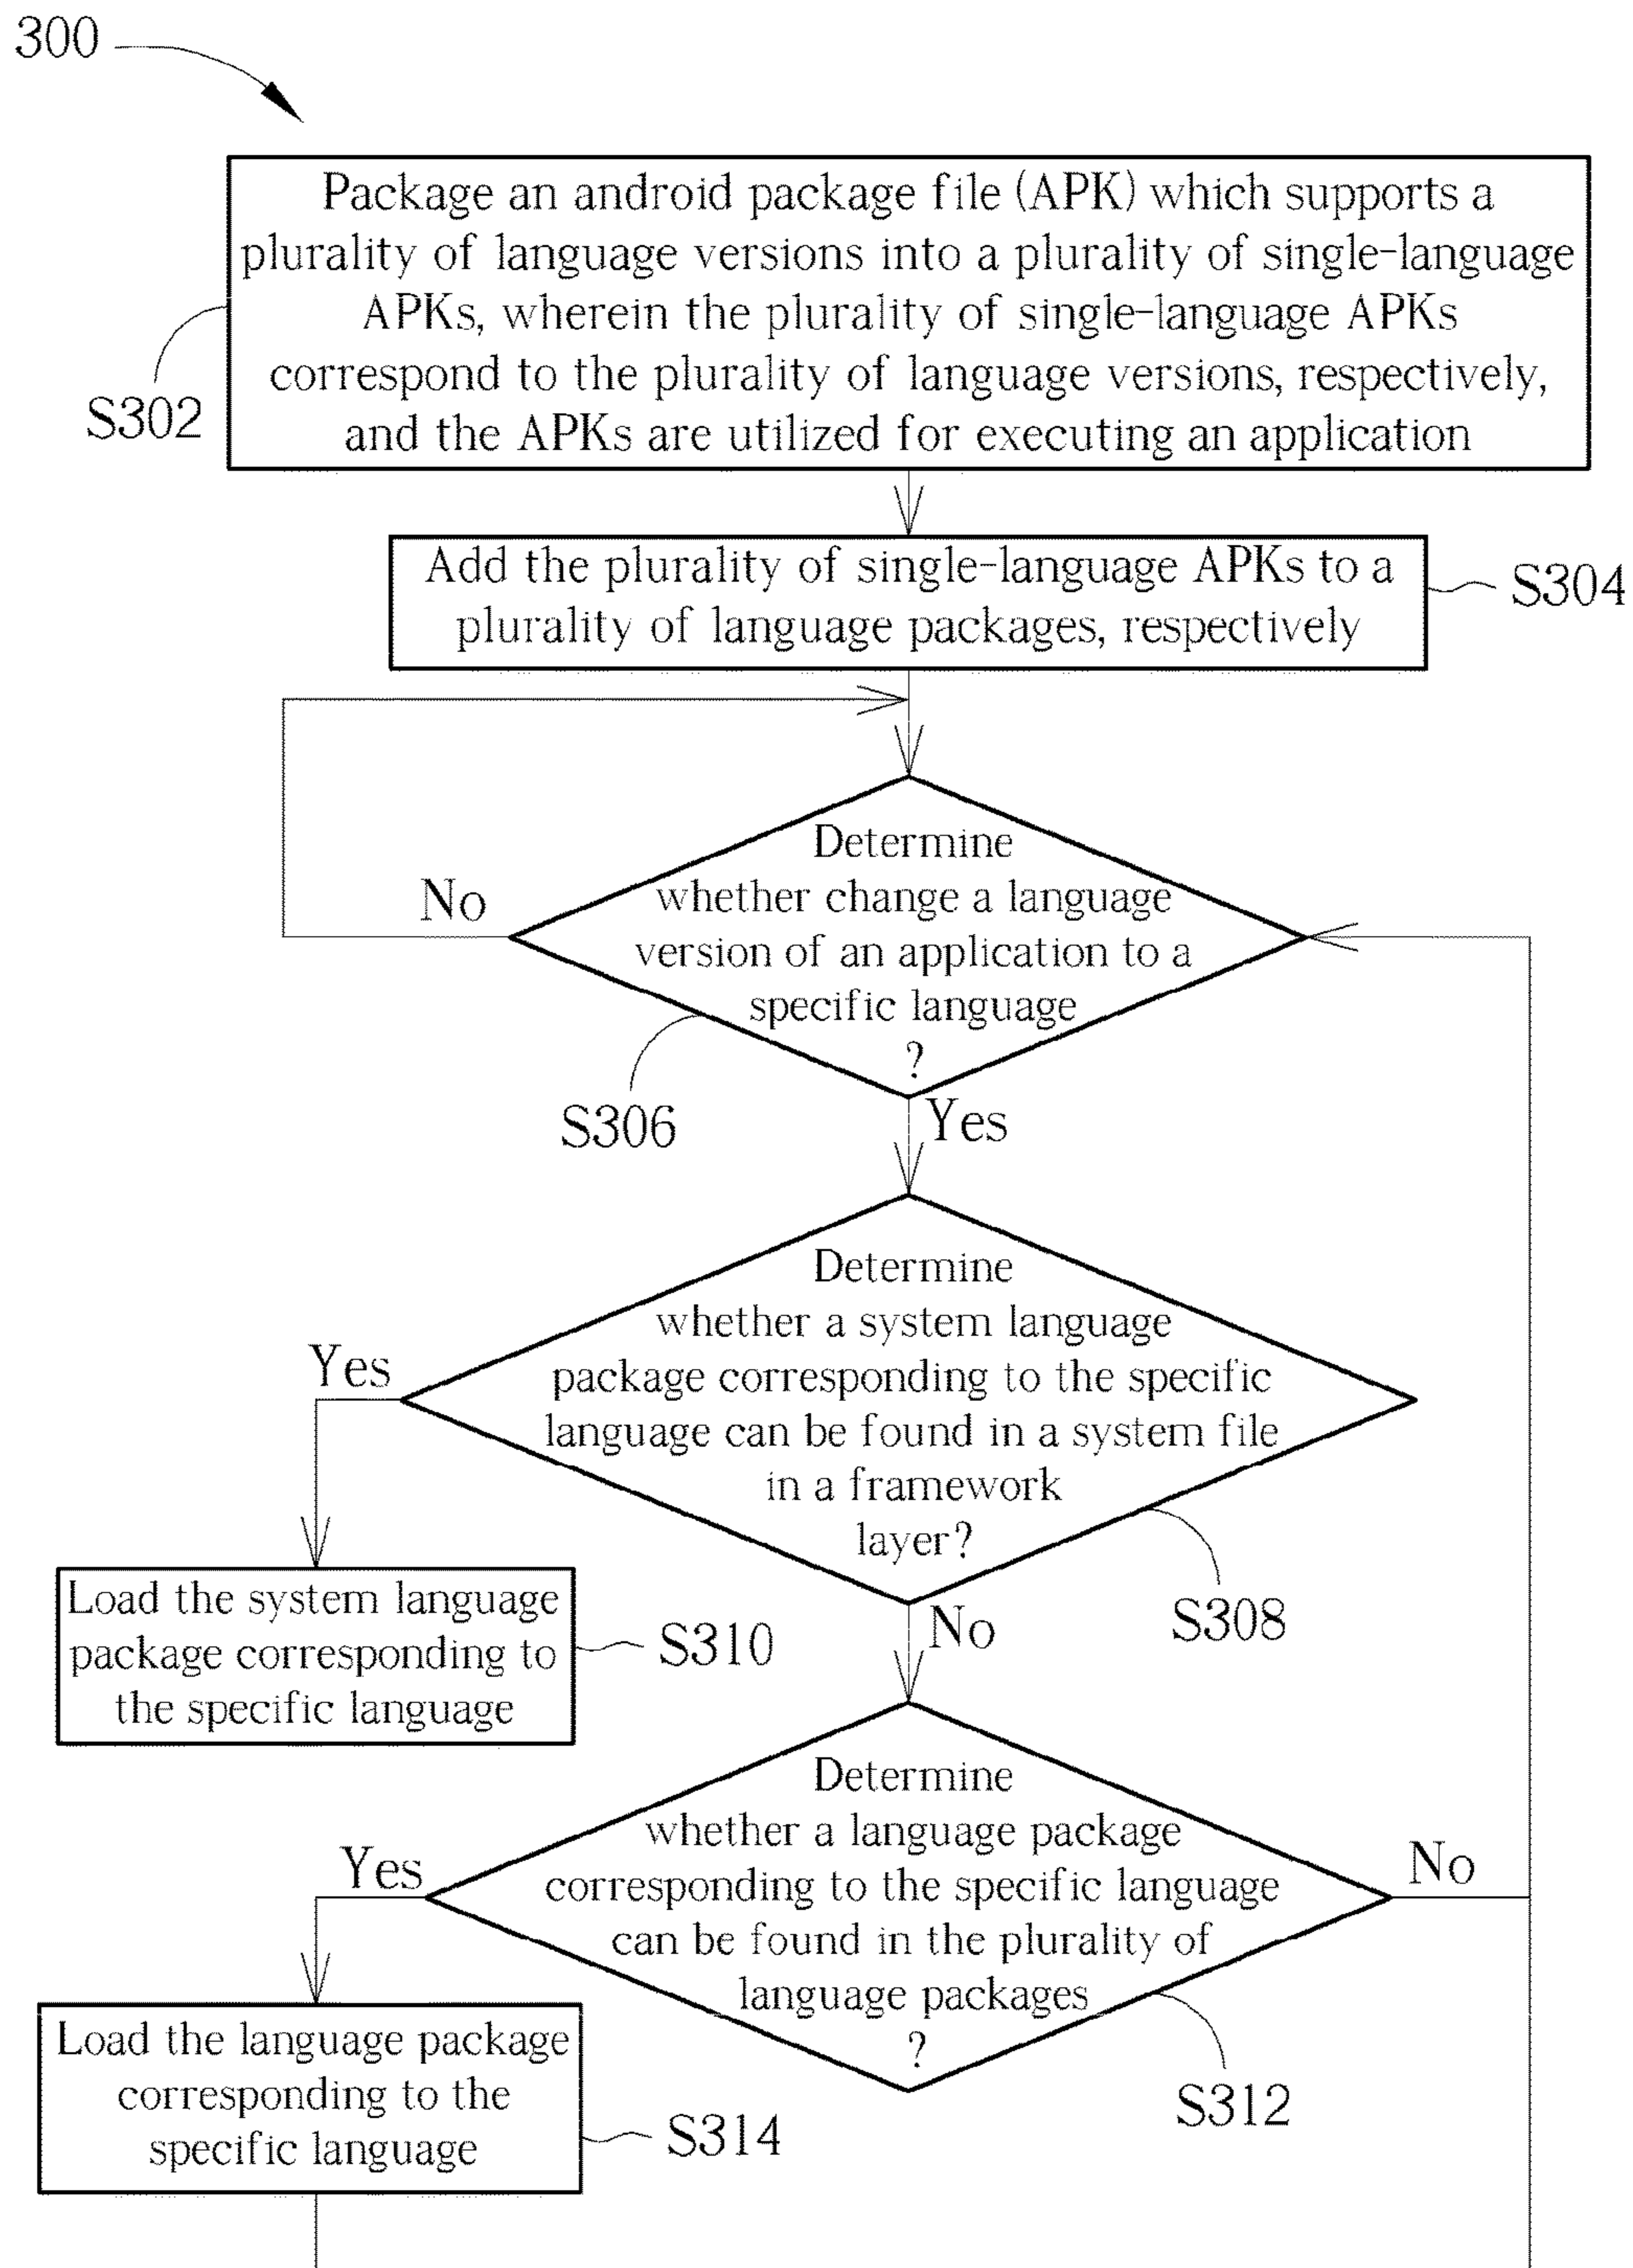 300
Package an android package file (APK) which supports a
plurality of language versions into a plurality of single-language
APKs, wherein the plurality of single-language APKs
correspond to the plurality of language versions, respectively,
and the APKs are utilized for executing an application
S302
Add the plurality of single-language APKs to a
plurality of language packages, respectively
S304
Determine
whether change a language
version of an application to a
specific language
?
No
S306
Yes
Determine
whether a system language
package corresponding to the specific
language can be found in a system file
in a framework
layer?
Yes
S308
No
Load the system language
package corresponding to
the specific language
S310
Determine
whether a language package
corresponding to the specific language
can be found in the plurality of
language packages
?
Yes
No
S312
Load the language package
corresponding to the
specific language
S314